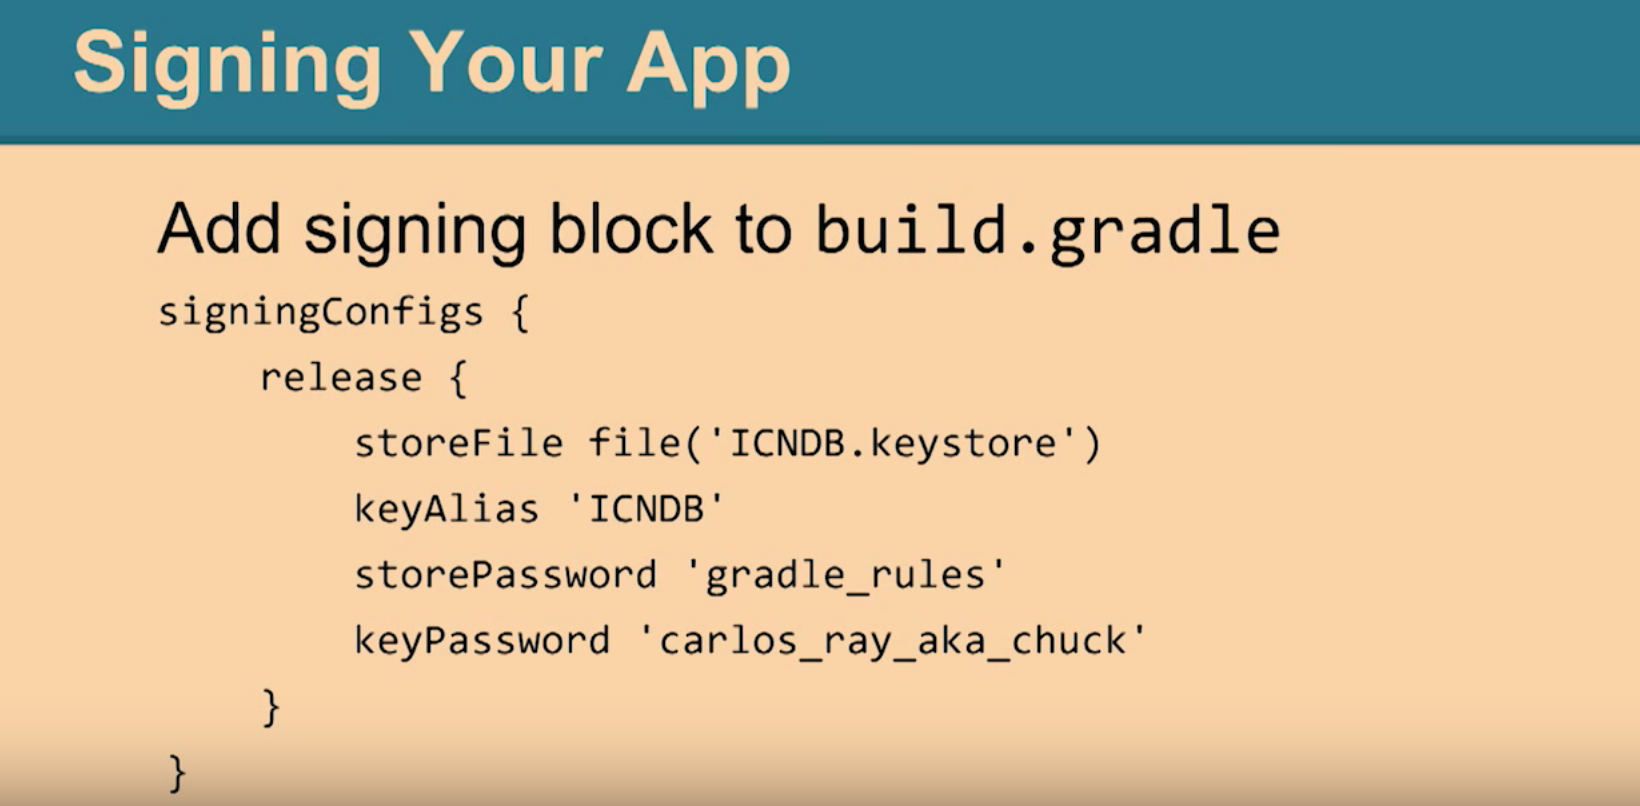 Signing Your App
Add signing block to build.gradle
signingConfigs {
release {
storeFile file('ICNDB.keystore')
keyAlias 'ICNDB'
storePassword 'gradle_rules'
keyPassword 'carlos_ray_aka_chuck'
}
}